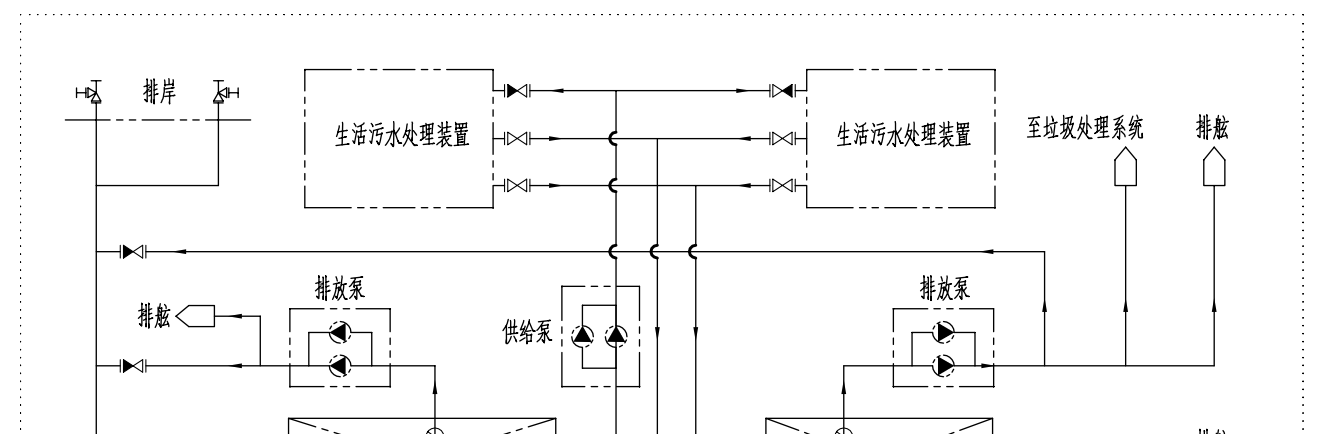 排岸
生活污水处理装置
生活污水处理装置
至垃圾处理系统
排舷
排放泵
排放泵
排舷
供给泵